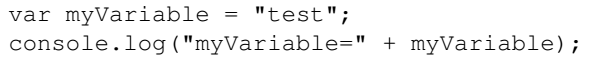 var myVariable = "test";
console.log("myVariable=" + myVariable);